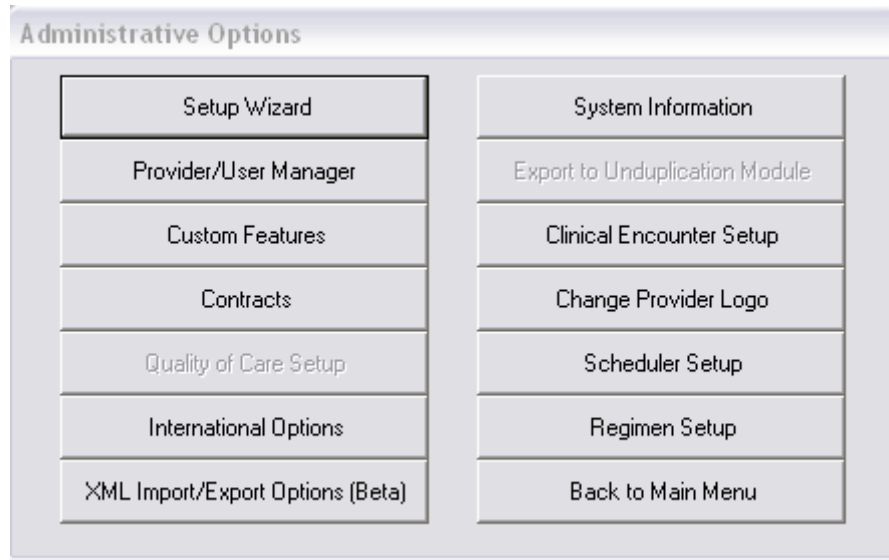 Administrative Options
Setup Wizard
Provider/User Manager
Custom Features
Contracts
Quality of Care Setup
International Options
XML Import/Export Options (Beta)
System Information
Export to Unduplication Module
Clinical Encounter Setup
Change Provider Logo
Scheduler Setup
Regimen Setup
Back to Main Menu